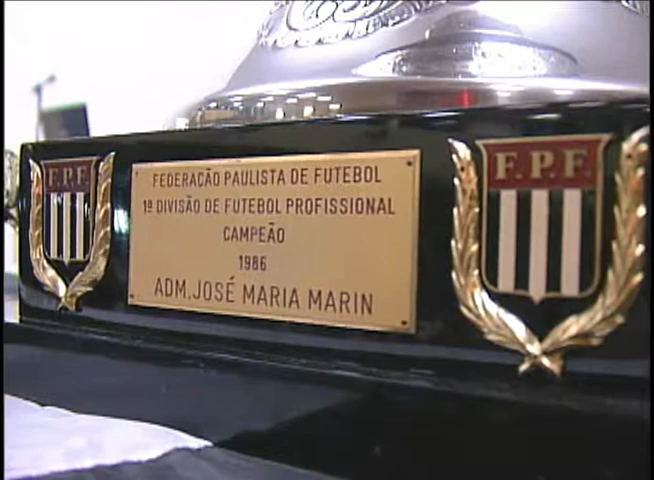 F.P.F.
FEDERAÇÃO PAULISTA DE FUTEBOL
1ª DIVISÃO DE FUTEBOL PROFISSIONAL
CAMPEÃO
1986
ADM. JOSÉ MARIA MARIN
F.P.F.